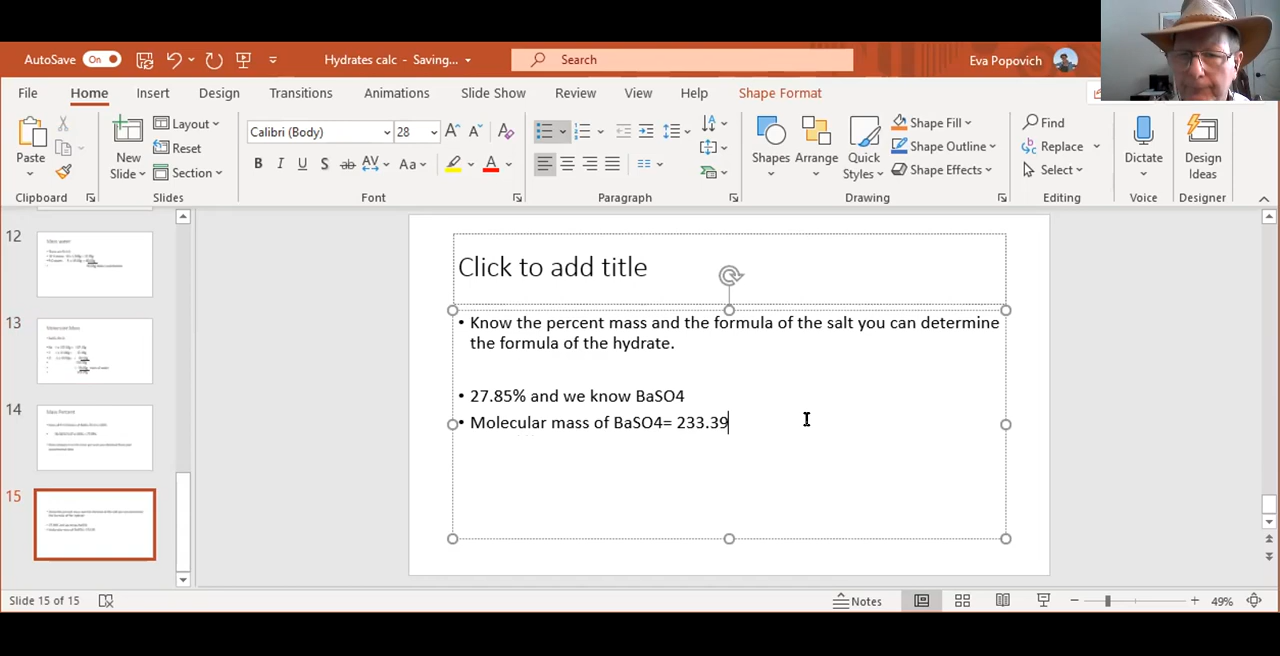 AutoSave On Hydrates calc - Saving... Search Eva Popovich
File Home Insert Design Transitions Animations Slide Show Review View Help Shape Format
Paste
New
Slide
Layout
Reset
Section
Calibri (Body) 28
B I U S ab AV Aa A
Shapes Arrange Quick
Styles
Shape Fill
Shape Outline
Shape Effects
Find
Replace
Select
Dictate
Design
Ideas
Clipboard Slides Font Paragraph Drawing Editing Voice Designer
12
13
14
15
Click to add title
• Know the percent mass and the formula of the salt you can determine
the formula of the hydrate.
• 27.85% and we know BaSO4
• Molecular mass of BaSO4= 233.39
Slide 15 of 15 Notes 49%